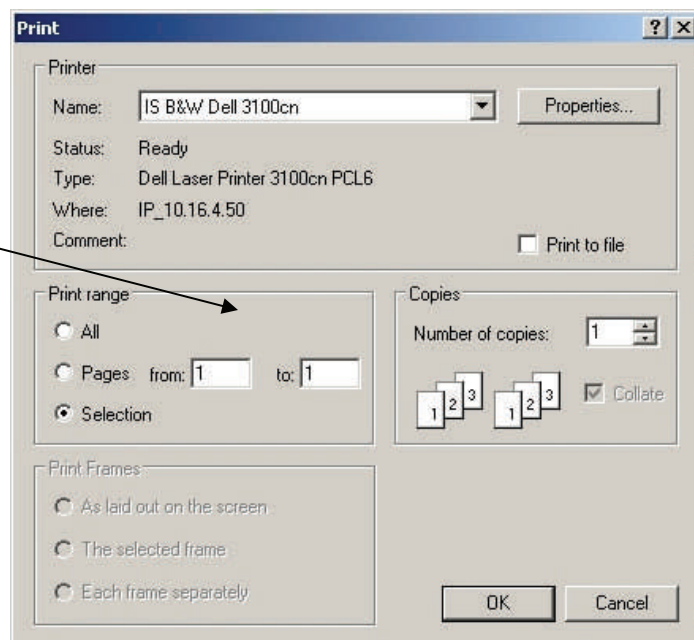 Print
Printer
Name: IS B&W Dell 3100cn Properties...
Status: Ready
Type: Dell Laser Printer 3100cn PCL6
Where: IP_10.16.4.50
Comment: Print to file
Print range
All
Pages from: 1 to: 1
Selection
Copies
Number of copies: 1
1 2 3 1 2 3 Collate
Print Frames
As laid out on the screen
The selected frame
Each frame separately
OK Cancel